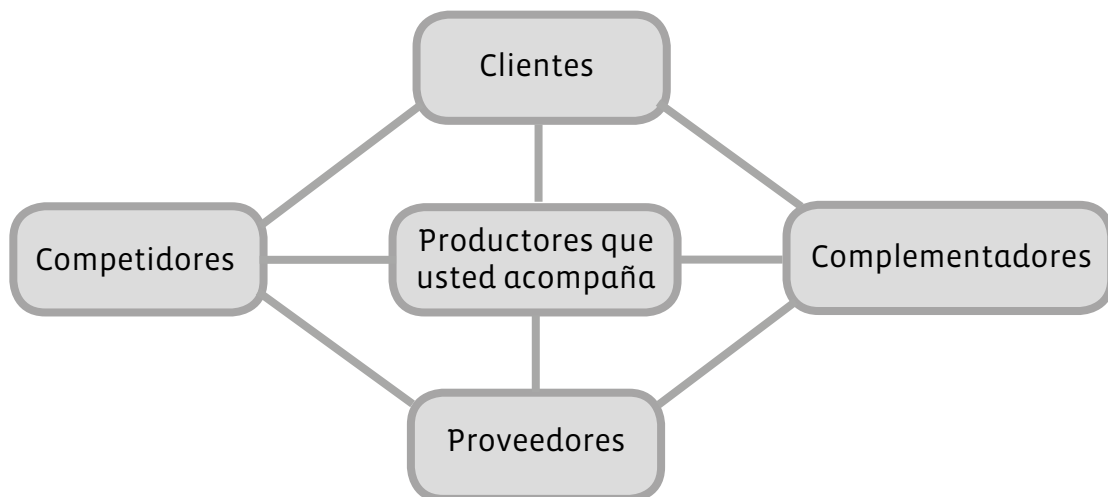 Clientes
Competidores
Productores que
usted acompaña
Complementadores
Proveedores